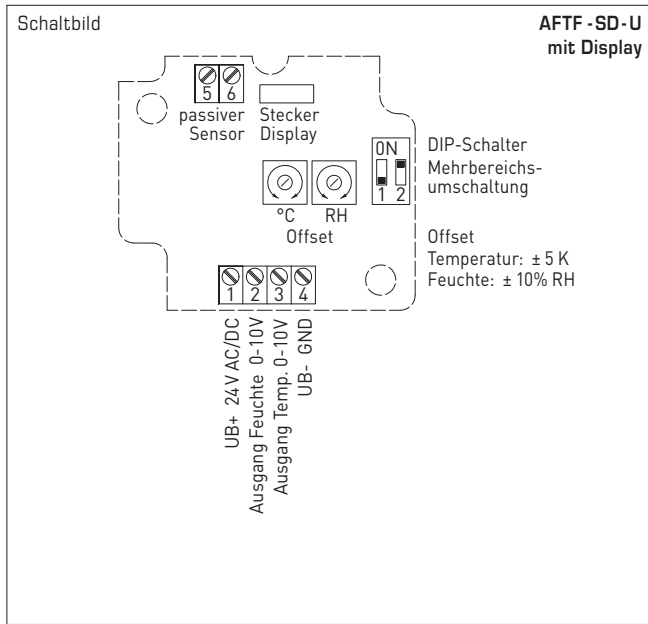 Schaltbild
AFTF - SD - U
mit Display
5 6
passiver
Sensor
Stecker
Display
ON
1 2
DIP-Schalter
Mehrbereichs-
umschaltung
°C RH
Offset
Offset
Temperatur: ± 5 K
Feuchte: ± 10% RH
1 2 3 4
UB+ 24V AC/DC
Ausgang Feuchte 0-10V
Ausgang Temp. 0-10V
UB- GND